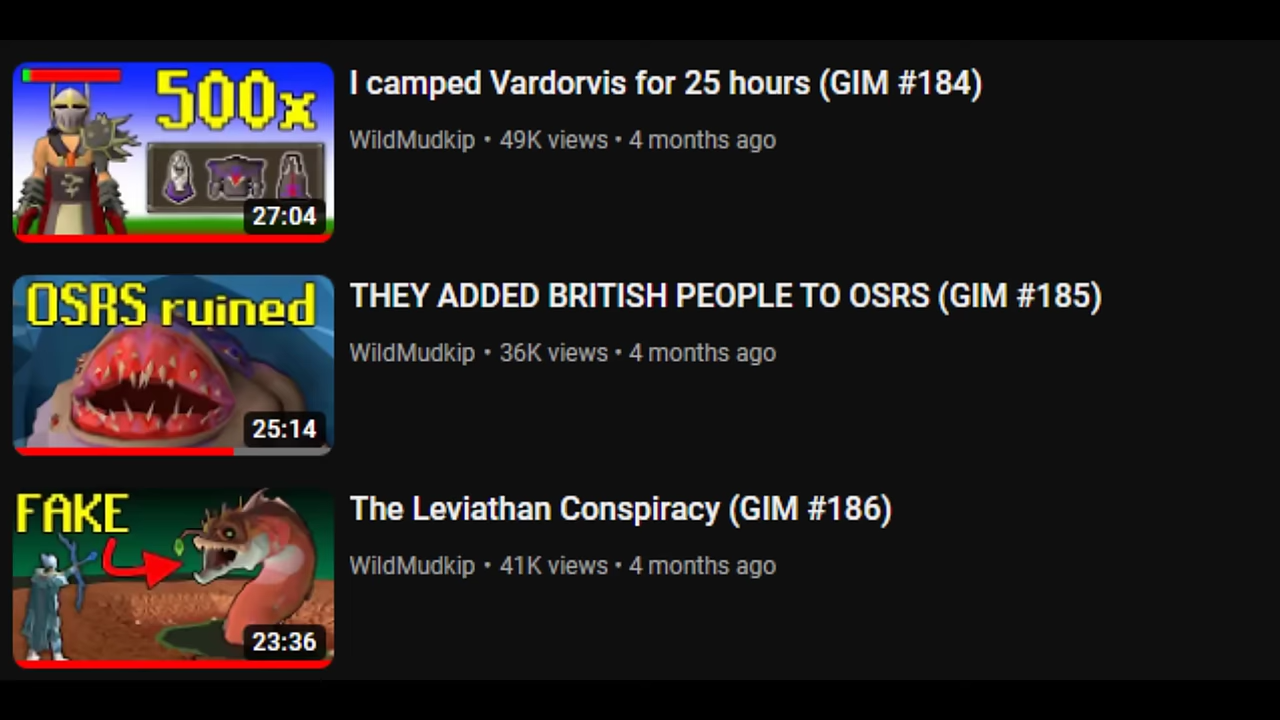 500x
27:04
I camped Vardorvis for 25 hours (GIM #184)
WildMudkip • 49K views • 4 months ago
OSRS ruined
25:14
THEY ADDED BRITISH PEOPLE TO OSRS (GIM #185)
WildMudkip • 36K views • 4 months ago
FAKE
23:36
The Leviathan Conspiracy (GIM #186)
WildMudkip • 41K views • 4 months ago